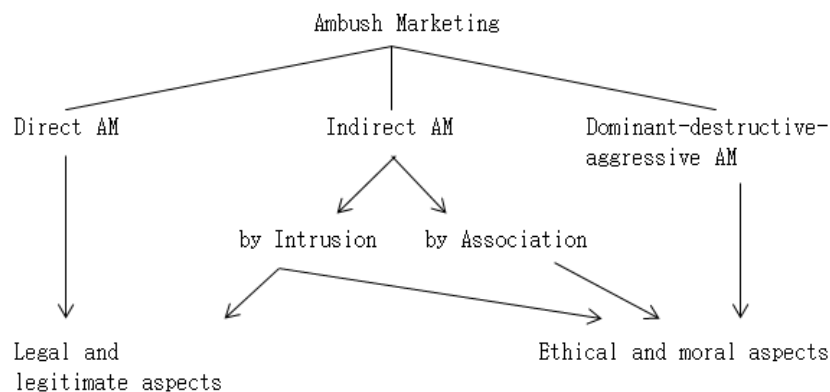 Ambush Marketing
Direct AM
Indirect AM
Dominant-destructive-
aggressive AM
by Intrusion
by Association
Legal and
legitimate aspects
Ethical and moral aspects